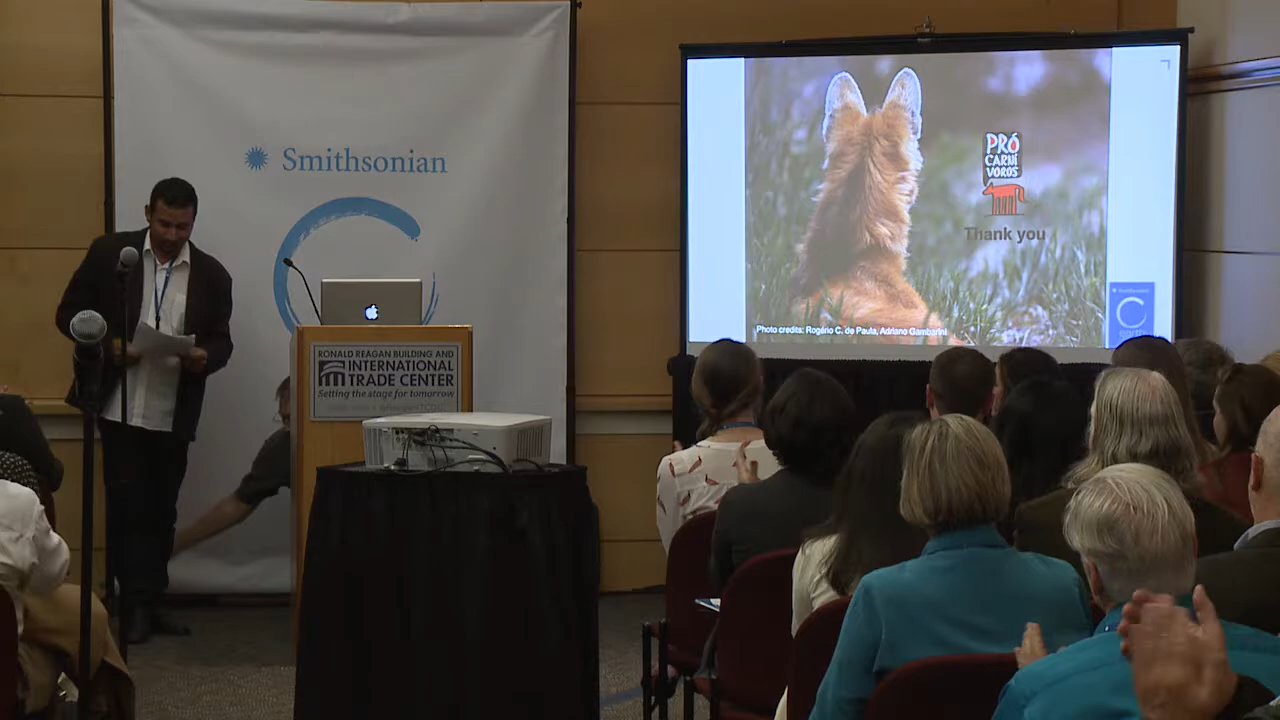 Smithsonian
RONALD REAGAN BUILDING AND
INTERNATIONAL
TRADE CENTER
Setting the stage for tomorrow
PRÓ
CARNÍ
VOROS
Thank you
Photo credits: Rogério C. de Paula, Adriano Gambarini
Smithsonian